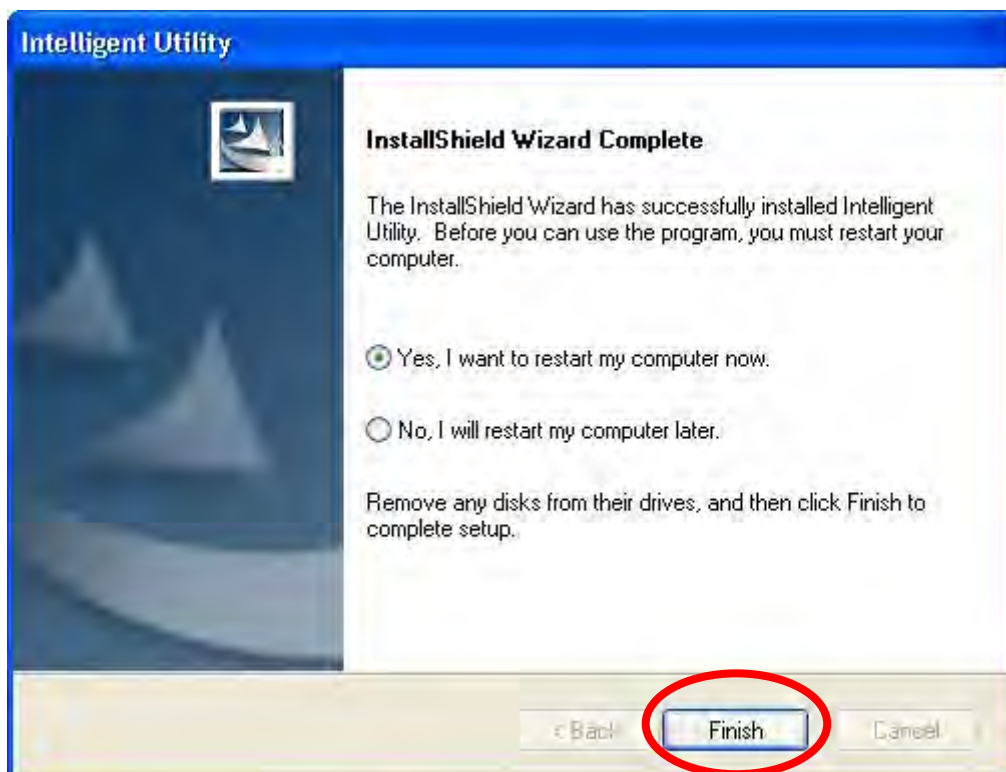 Intelligent Utility
InstallShield Wizard Complete
The InstallShield Wizard has successfully installed Intelligent
Utility. Before you can use the program, you must restart your
computer.
Yes, I want to restart my computer now.
No, I will restart my computer later.
Remove any disks from their drives, and then click Finish to
complete setup.
< Back Finish Cancel